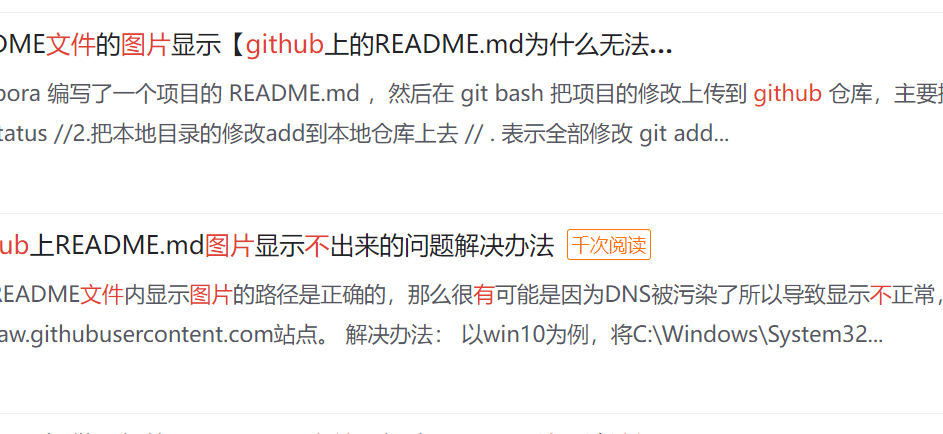 DME文件的图片显示【github上的README.md为什么无法...
pora 编写了一个项目的 README.md ，然后在 git bash 把项目的修改上传到 github 仓库，主要
tatus //2.把本地目录的修改add到本地仓库上去 // . 表示全部修改 git add...
ub上README.md图片显示不出来的问题解决办法 千次阅读
README文件内显示图片的路径是正确的，那么很有可能是因为DNS被污染了所以导致显示不正常，
aw.githubusercontent.com站点。 解决办法： 以win10为例，将C:\Windows\System32...